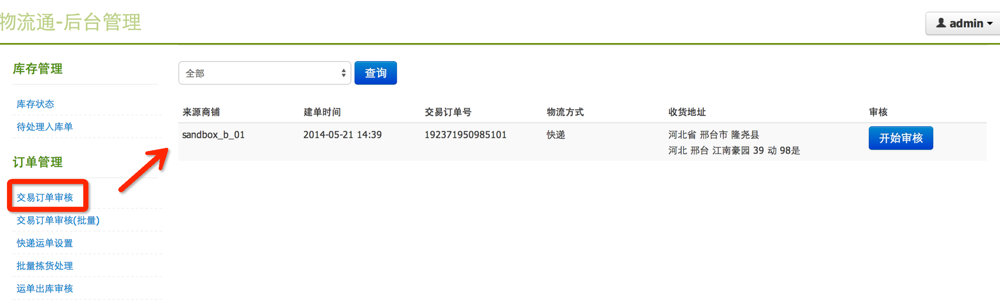 物流通-后台管理
admin
库存管理
库存状态
待处理入库单
订单管理
交易订单审核
交易订单审核(批量)
快递运单设置
批量拣货处理
运单出库审核
全部
查询
来源商铺 建单时间 交易订单号 物流方式 收货地址 审核
sandbox_b_01 2014-05-21 14:39 192371950985101 快递 河北省 邢台市 隆尧县 开始审核
河北 邢台 江南豪园 39 动 98是